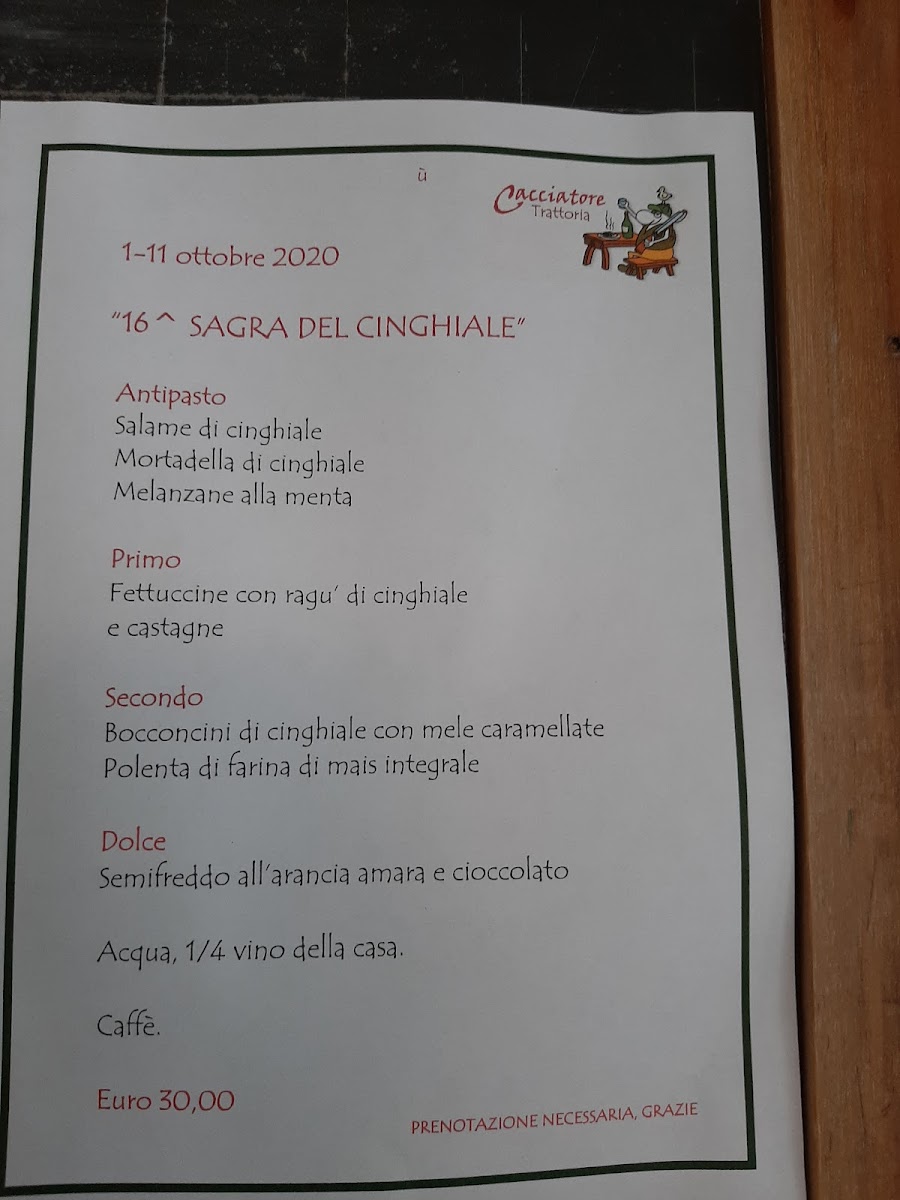 ù
Cacciatore
Trattoria
1-11 ottobre 2020
"16^ SAGRA DEL CINGHIALE"
Antipasto
Salame di cinghiale
Mortadella di cinghiale
Melanzane alla menta
Primo
Fettuccine con ragu' di cinghiale
e castagne
Secondo
Bocconcini di cinghiale con mele caramellate
Polenta di farina di mais integrale
Dolce
Semifreddo all'arancia amara e cioccolato
Acqua, 1/4 vino della casa.
Caffè.
Euro 30,00
PRENOTAZIONE NECESSARIA, GRAZIE